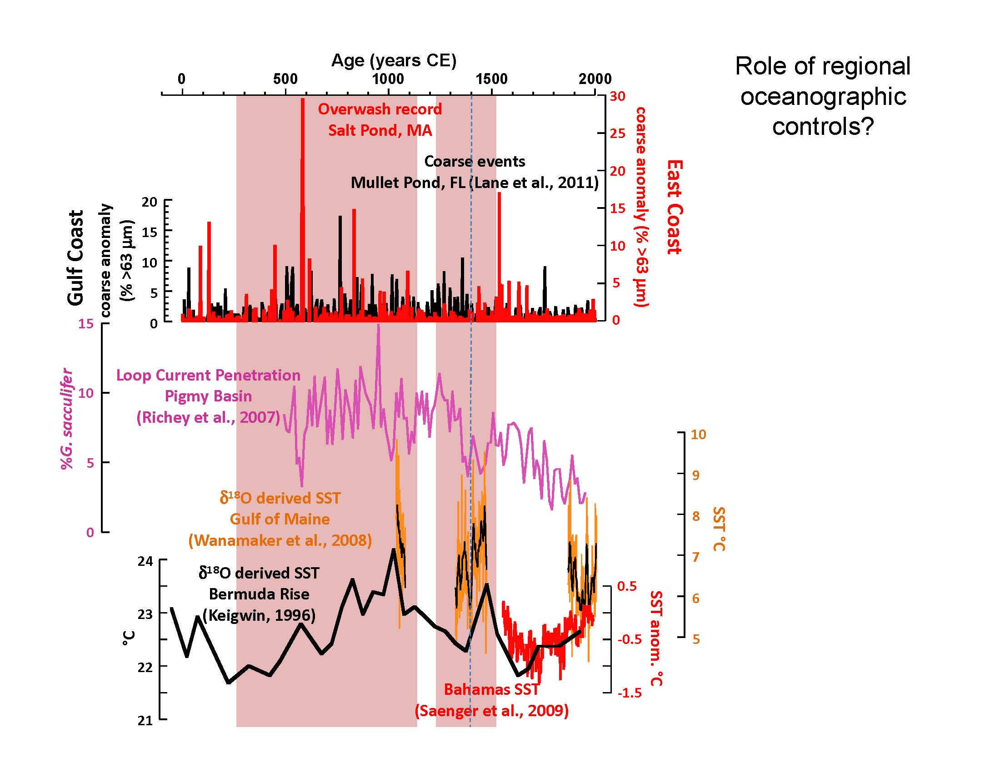 Age (years CE)
0 500 1000 1500 2000
Role of regional
oceanographic
controls?
Overwash record
Salt Pond, MA
Coarse events
Mullet Pond, FL (Lane et al., 2011)
30
25
20
15
10
5
0
coarse anomaly (% >63 μm)
East Coast
Gulf Coast
coarse anomaly
(% >63 μm)
20
15
10
5
0
15
10
5
0
%G. sacculifer
Loop Current Penetration
Pigmy Basin
(Richey et al., 2007)
δ¹⁸O derived SST
Gulf of Maine
(Wanamaker et al., 2008)
10
9
8
7
6
5
SST °C
δ¹⁸O derived SST
Bermuda Rise
(Keigwin, 1996)
24
23
22
21
°C
0.5
-0.5
-1.5
SST anom. °C
Bahamas SST
(Saenger et al., 2009)